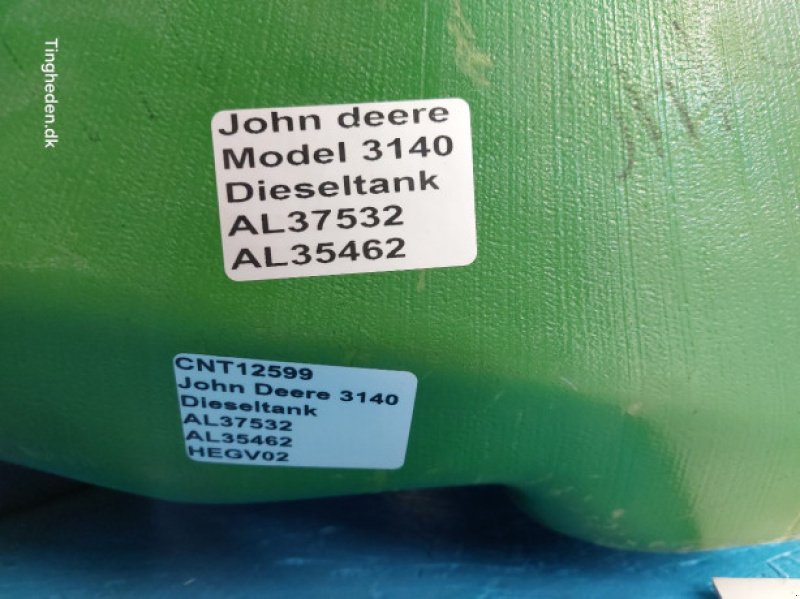 Tingheden.dk
John deere
Model 3140
Dieseltank
AL37532
AL35462
CNT12599
John Deere 3140
Dieseltank
AL37532
AL35462
HEGV02